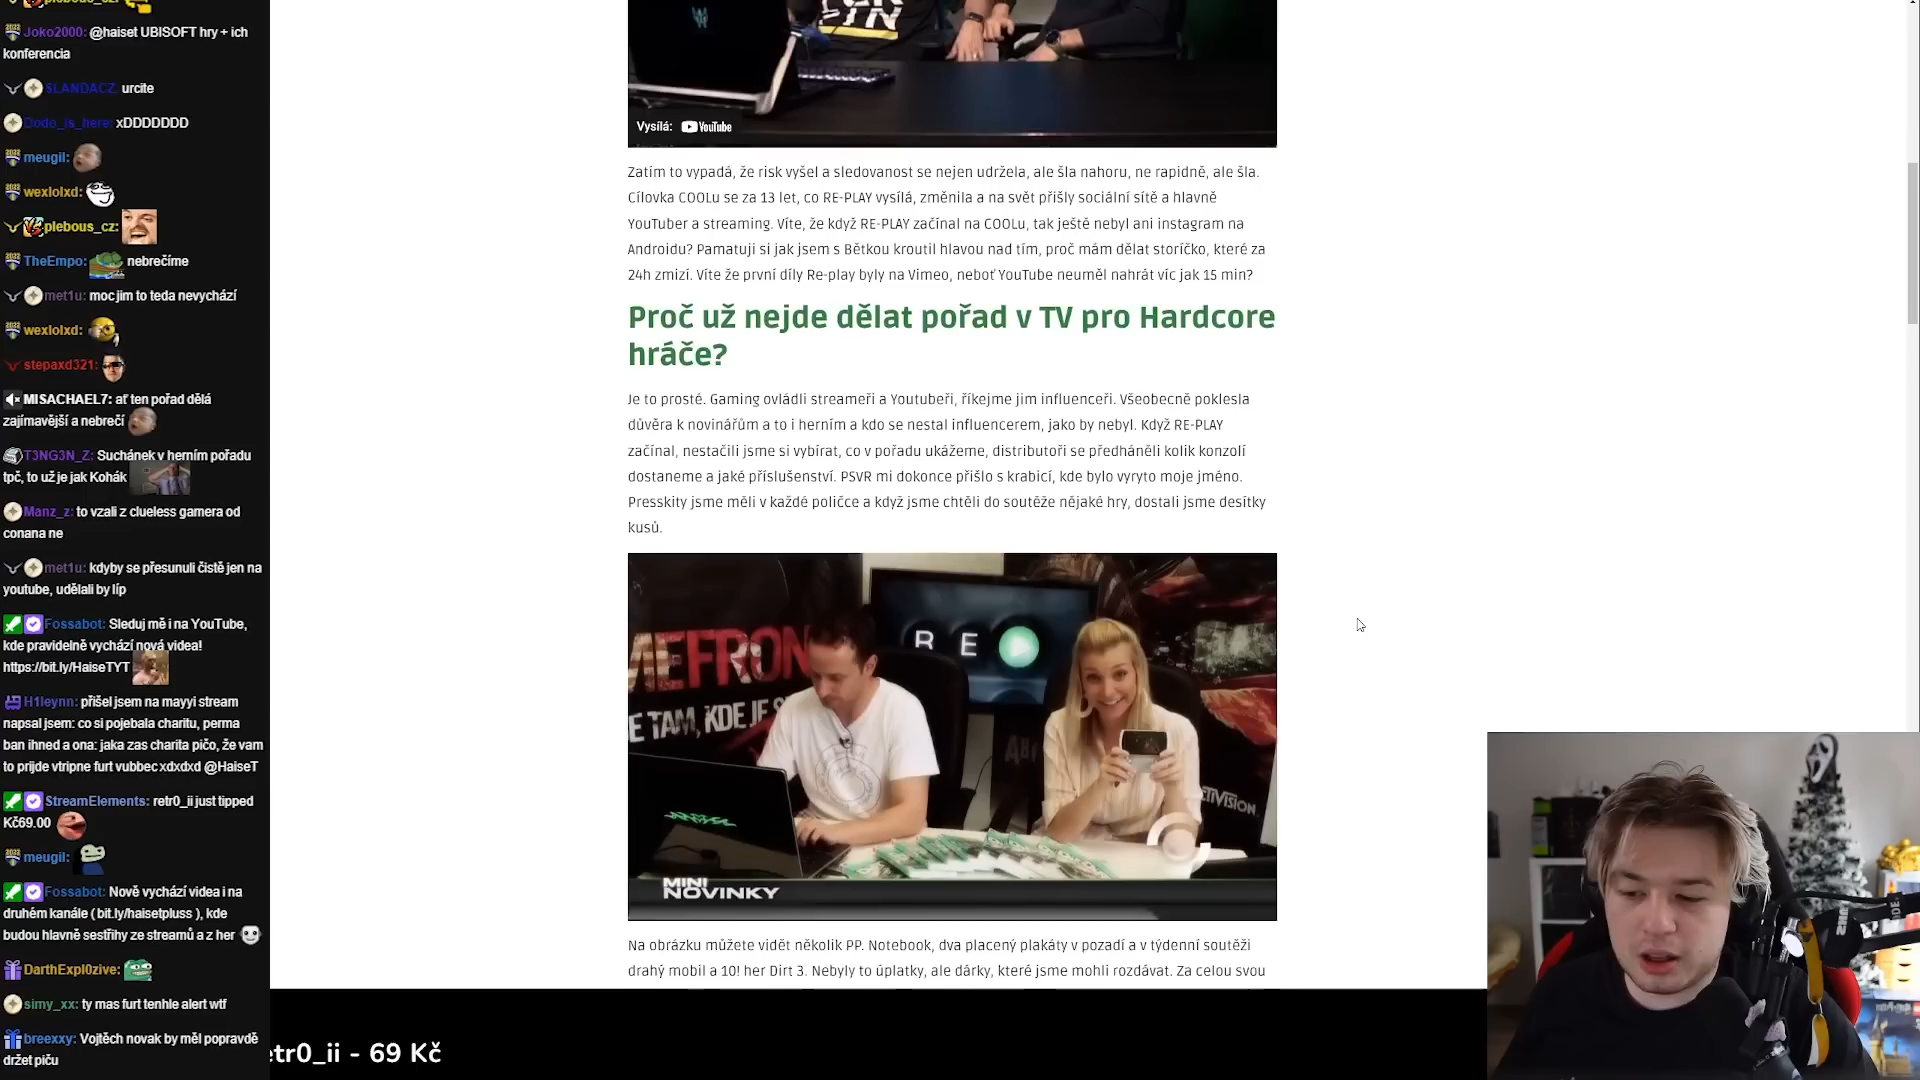 plebous_cz:
Joko2000: @haiset UBISOFT hry + ich
konferencia
SLANDACZ: urcite
Dodo_is_here: xDDDDDDD
meugil:
wexlolxd:
plebous_cz:
TheEmpo: nebrečíme
met1u: moc jim to teda nevychází
wexlolxd:
stepaxd321:
MISACHAEL7: ať ten pořad dělá
zajímavější a nebrečí
T3NG3N_Z: Suchánek v herním pořadu
tpč, to už je jak Kohák
Manz_z: to vzali z clueless gamera od
conana ne
met1u: kdyby se přesunuli čistě jen na
youtube, udělali by líp
Fossabot: Sleduj mě i na YouTube,
kde pravidelně vychází nová videa!
https://bit.ly/HaiseTYT
H1leynn: přišel jsem na mayyi stream
napsal jsem: co si pojebala charitu, perma
ban ihned a ona: jaka zas charita pičo, že vam
to prijde vtripne furt vubbec xdxdxd @HaiseT
StreamElements: retr0_ii just tipped
Kč69.00
meugil:
Fossabot: Nově vychází videa i na
druhém kanále ( bit.ly/haisetpluss ), kde
budou hlavně sestřihy ze streamů a z her
DarthExpl0zive:
simy_xx: ty mas furt tenhle alert wtf
breexxy: Vojtěch novak by měl popravdě
držet piču
Vysílá: YouTube
Zatím to vypadá, že risk vyšel a sledovanost se nejen udržela, ale šla nahoru, ne rapidně, ale šla.
Cílovka COOLu se za 13 let, co RE-PLAY vysílá, změnila a na svět přišly sociální sítě a hlavně
YouTuber a streaming. Víte, že když RE-PLAY začínal na COOLu, tak ještě nebyl ani instagram na
Androidu? Pamatuji si jak jsem s Bětkou kroutil hlavou nad tím, proč mám dělat storíčko, které za
24h zmizí. Víte že první díly Re-play byly na Vimeo, neboť YouTube neuměl nahrát víc jak 15 min?
Proč už nejde dělat pořad v TV pro Hardcore
hráče?
Je to prosté. Gaming ovládli streameři a Youtubeři, říkejme jim influenceři. Všeobecně poklesla
důvěra k novinářům a to i herním a kdo se nestal influencerem, jako by nebyl. Když RE-PLAY
začínal, nestačili jsme si vybírat, co v pořadu ukážeme, distributoři se předháněli kolik konzolí
dostaneme a jaké příslušenství. PSVR mi dokonce přišlo s krabicí, kde bylo vyryto moje jméno.
Presskity jsme měli v každé poličce a když jsme chtěli do soutěže nějaké hry, dostali jsme desítky
kusů.
RE
MEFRON
E TAM, KDE JE
CTIVISION
MINI
NOVINKY
Na obrázku můžete vidět několik PP. Notebook, dva placený plakáty v pozadí a v týdenní soutěži
drahý mobil a 10! her Dirt 3. Nebyly to úplatky, ale dárky, které jsme mohli rozdávat. Za celou svou
etr0_ii - 69 Kč